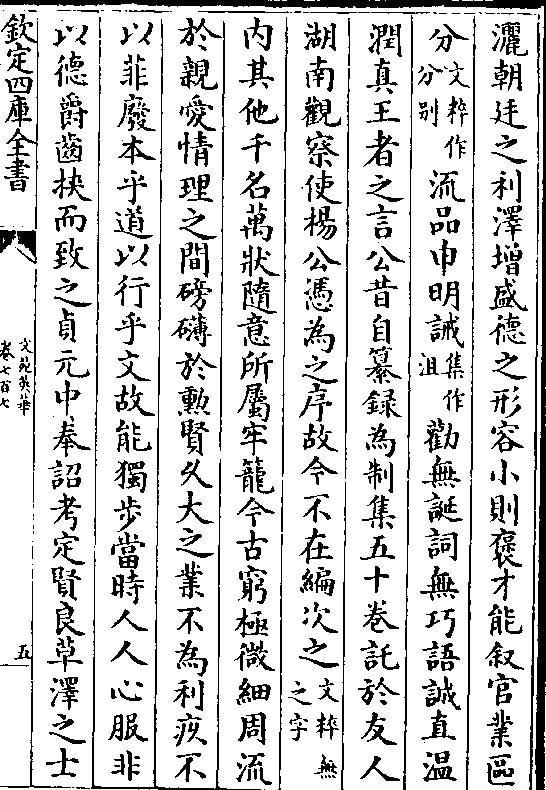 灑朝廷之利澤増盛德之形容小則褒才能叙官業區
分文粹作分别流品申明誡集作沮勸無誕詞無巧語誠直温
潤真王者之言公昔自纂録為制集五十卷託於友人
湖南觀察使楊公憑為之序故今不在編次之文粹無之字
内其他千名萬狀隨意所屬牢籠今古窮極微細周流
於親愛情理之間磅礴於勲賢久大之業不為利疚不
以菲廢本乎道以行乎文故能獨步當時人人心服非
以德爵齒挾而致之貞元中奉詔考定賢良草澤之士
欽定四庫全書
文苑英華
卷七百七
五